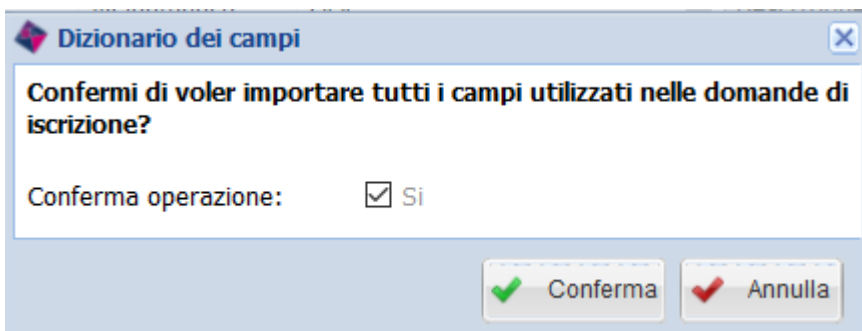 Dizionario dei campi
Confermi di voler importare tutti i campi utilizzati nelle domande di
iscrizione?
Conferma operazione: Si
Conferma Annulla